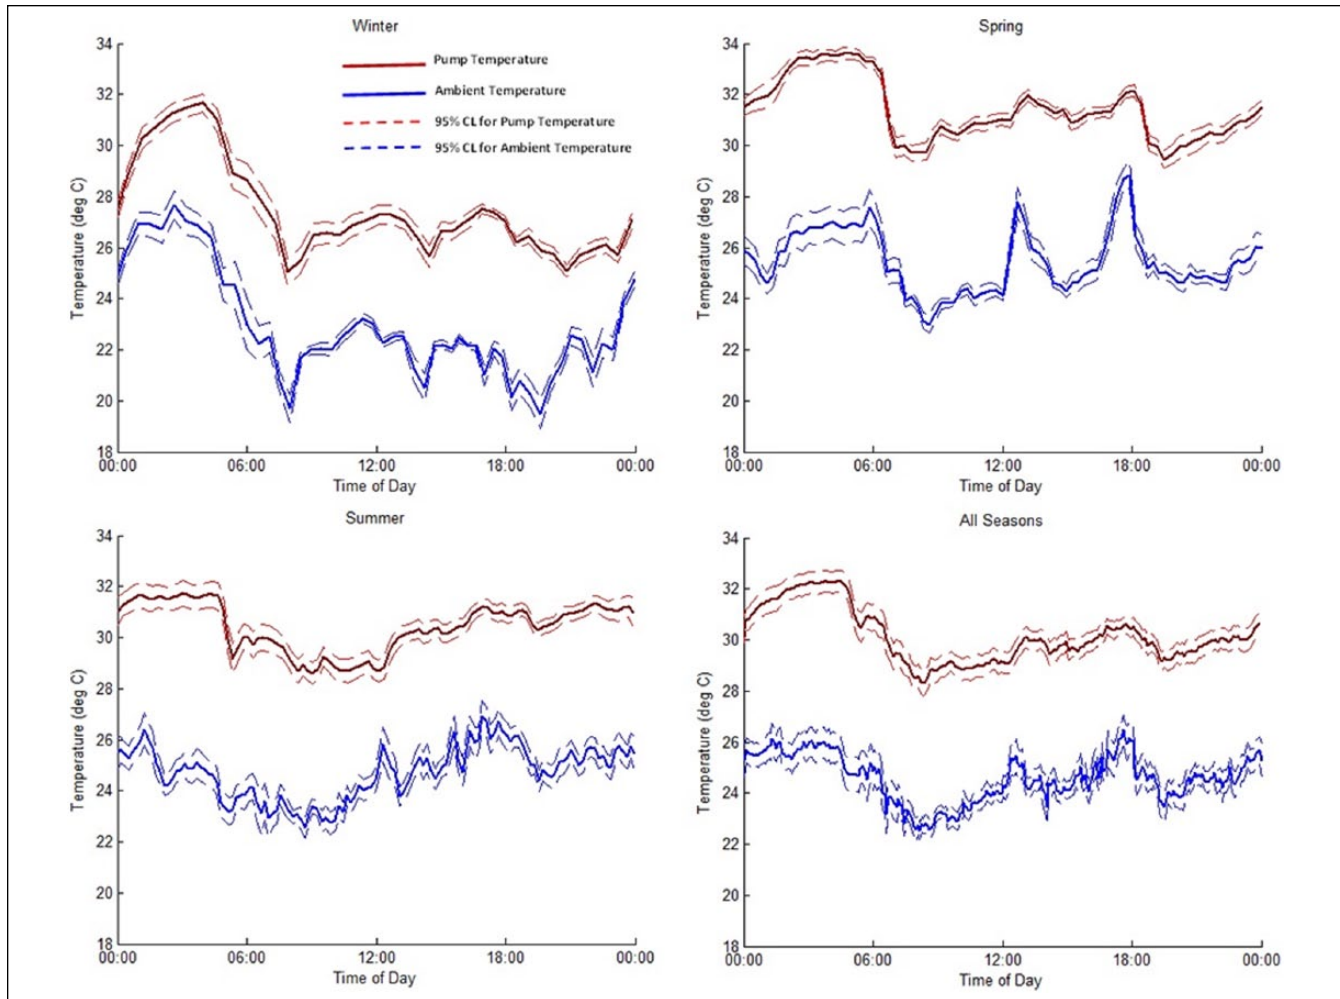 Winter
34
32
30
28
26
24
22
20
18
Temperature (deg C)
00:00 06:00 12:00 18:00 00:00
Time of Day
Pump Temperature
Ambient Temperature
95% CL for Pump Temperature
95% CL for Ambient Temperature
Spring
34
32
30
28
26
24
22
20
18
Temperature (deg C)
00:00 06:00 12:00 18:00 00:00
Time of Day
Summer
34
32
30
28
26
24
22
20
18
Temperature (deg C)
00:00 06:00 12:00 18:00 00:00
Time of Day
All Seasons
34
32
30
28
26
24
22
20
18
Temperature (deg C)
00:00 06:00 12:00 18:00 00:00
Time of Day